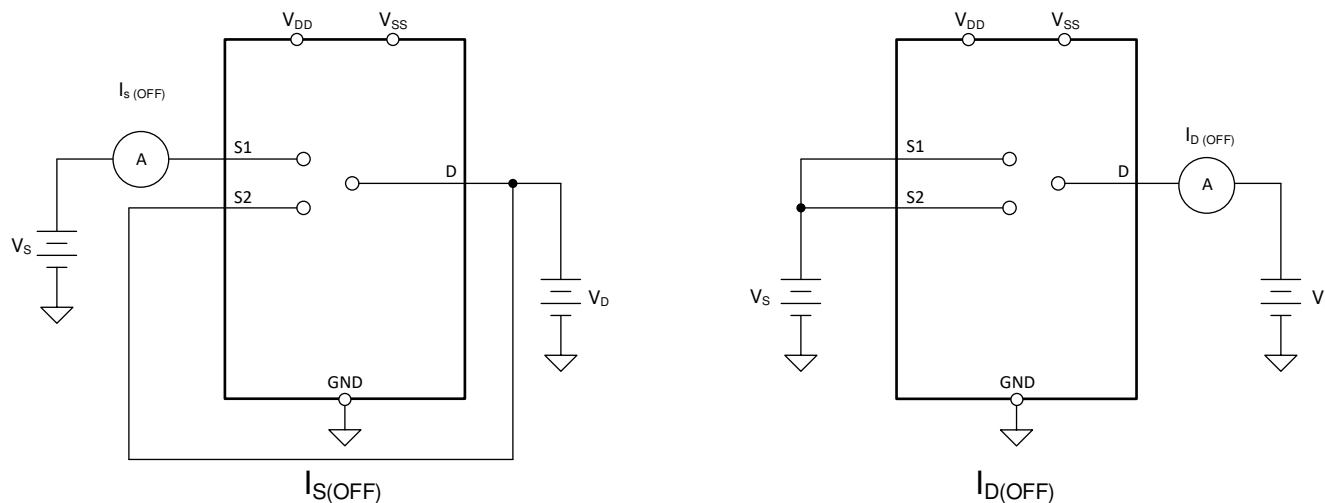 VDD VSS
Is (OFF)
A
S1
S2
D
VS
VD
GND
IS(OFF)
VDD VSS
ID (OFF)
S1
S2
D
A
VS
V
GND
ID(OFF)